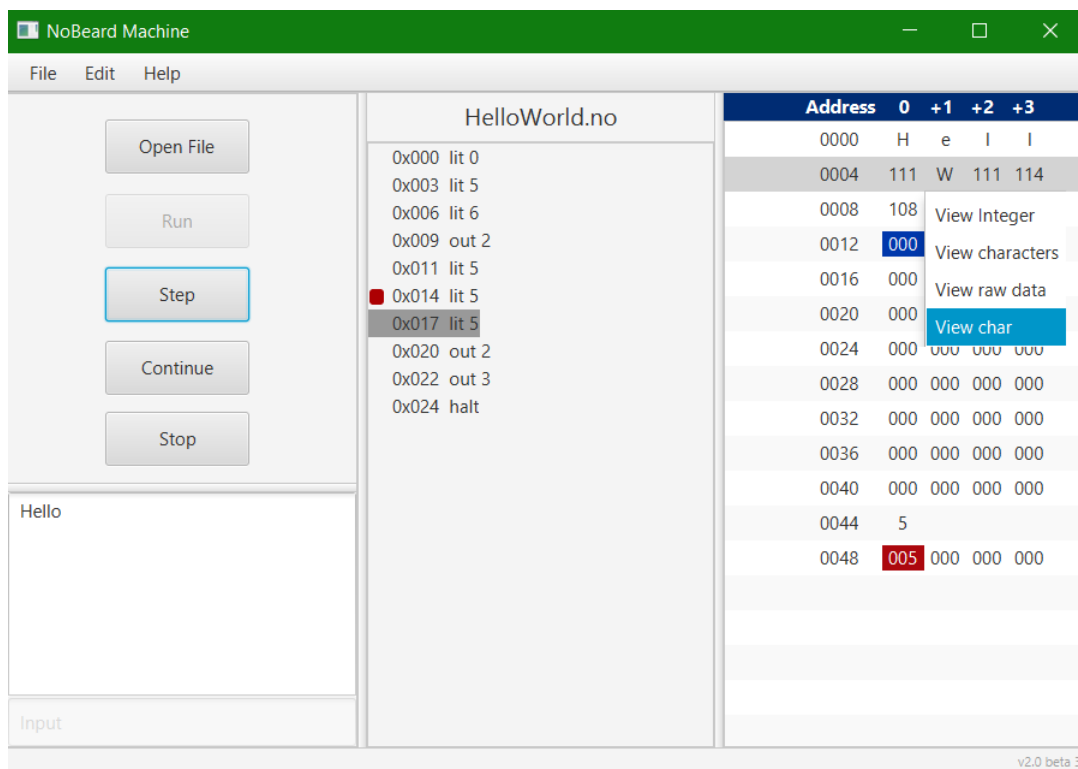 NoBeard Machine
File Edit Help
Open File
Run
Step
Continue
Stop
Hello
Input
HelloWorld.no
0x000 lit 0
0x003 lit 5
0x006 lit 6
0x009 out 2
0x011 lit 5
0x014 lit 5
0x017 lit 5
0x020 out 2
0x022 out 3
0x024 halt
Address 0 +1 +2 +3
0000 H e l l
0004 111 W 111 114
0008 108
0012 000
0016 000
0020 000
0024 000 000 000 000
0028 000 000 000 000
0032 000 000 000 000
0036 000 000 000 000
0040 000 000 000 000
0044 5
0048 005 000 000 000
View Integer
View characters
View raw data
View char
v2.0 beta